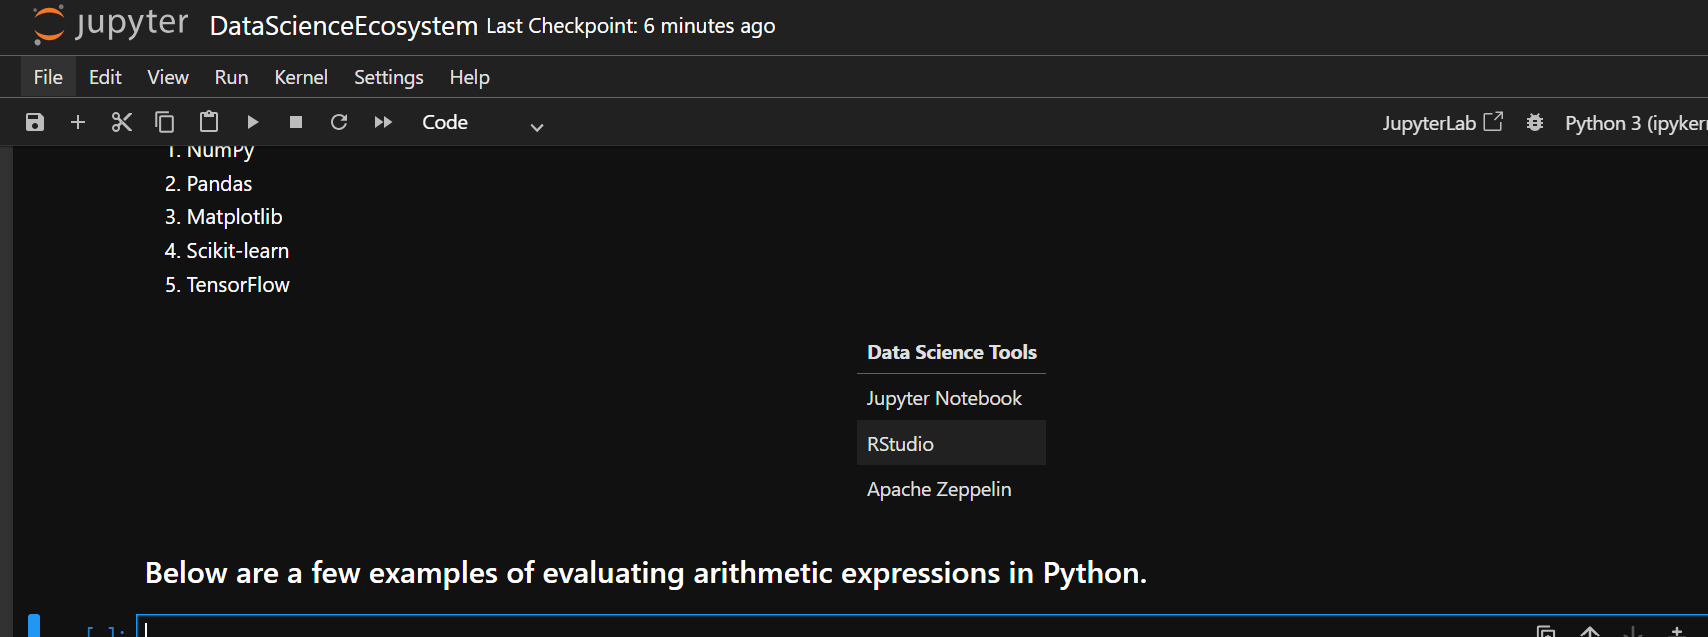 jupyter DataScienceEcosystem Last Checkpoint: 6 minutes ago
File Edit View Run Kernel Settings Help
Code JupyterLab Python 3 (ipykern
1. NumPy
2. Pandas
3. Matplotlib
4. Scikit-learn
5. TensorFlow
Data Science Tools
Jupyter Notebook
RStudio
Apache Zeppelin
Below are a few examples of evaluating arithmetic expressions in Python.
[ ]: